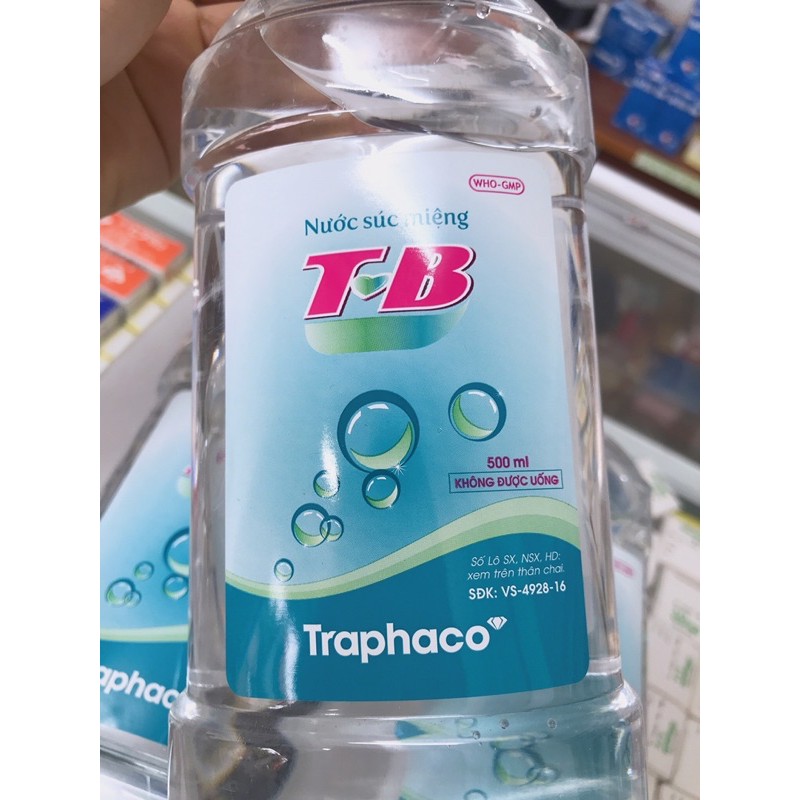 WHO-GMP
Nước súc miệng
T-B
500 ml
KHÔNG ĐƯỢC UỐNG
Số Lô SX, NSX, HD:
xem trên thân chai.
SĐK: VS-4928-16
Traphaco
aphaco